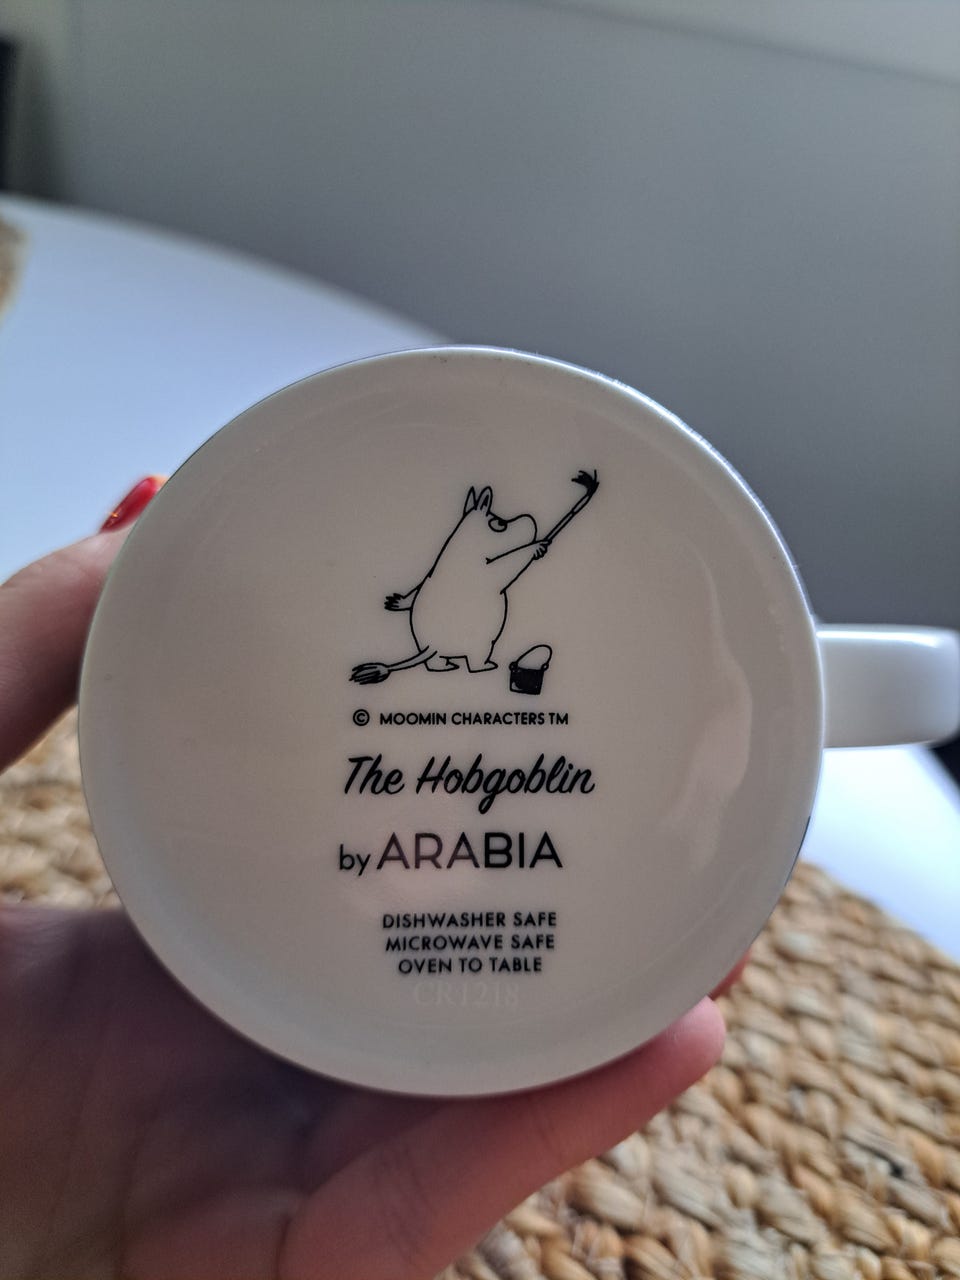 © MOOMIN CHARACTERS TM
The Hobgoblin
by ARABIA
DISHWASHER SAFE
MICROWAVE SAFE
OVEN TO TABLE
CR1218